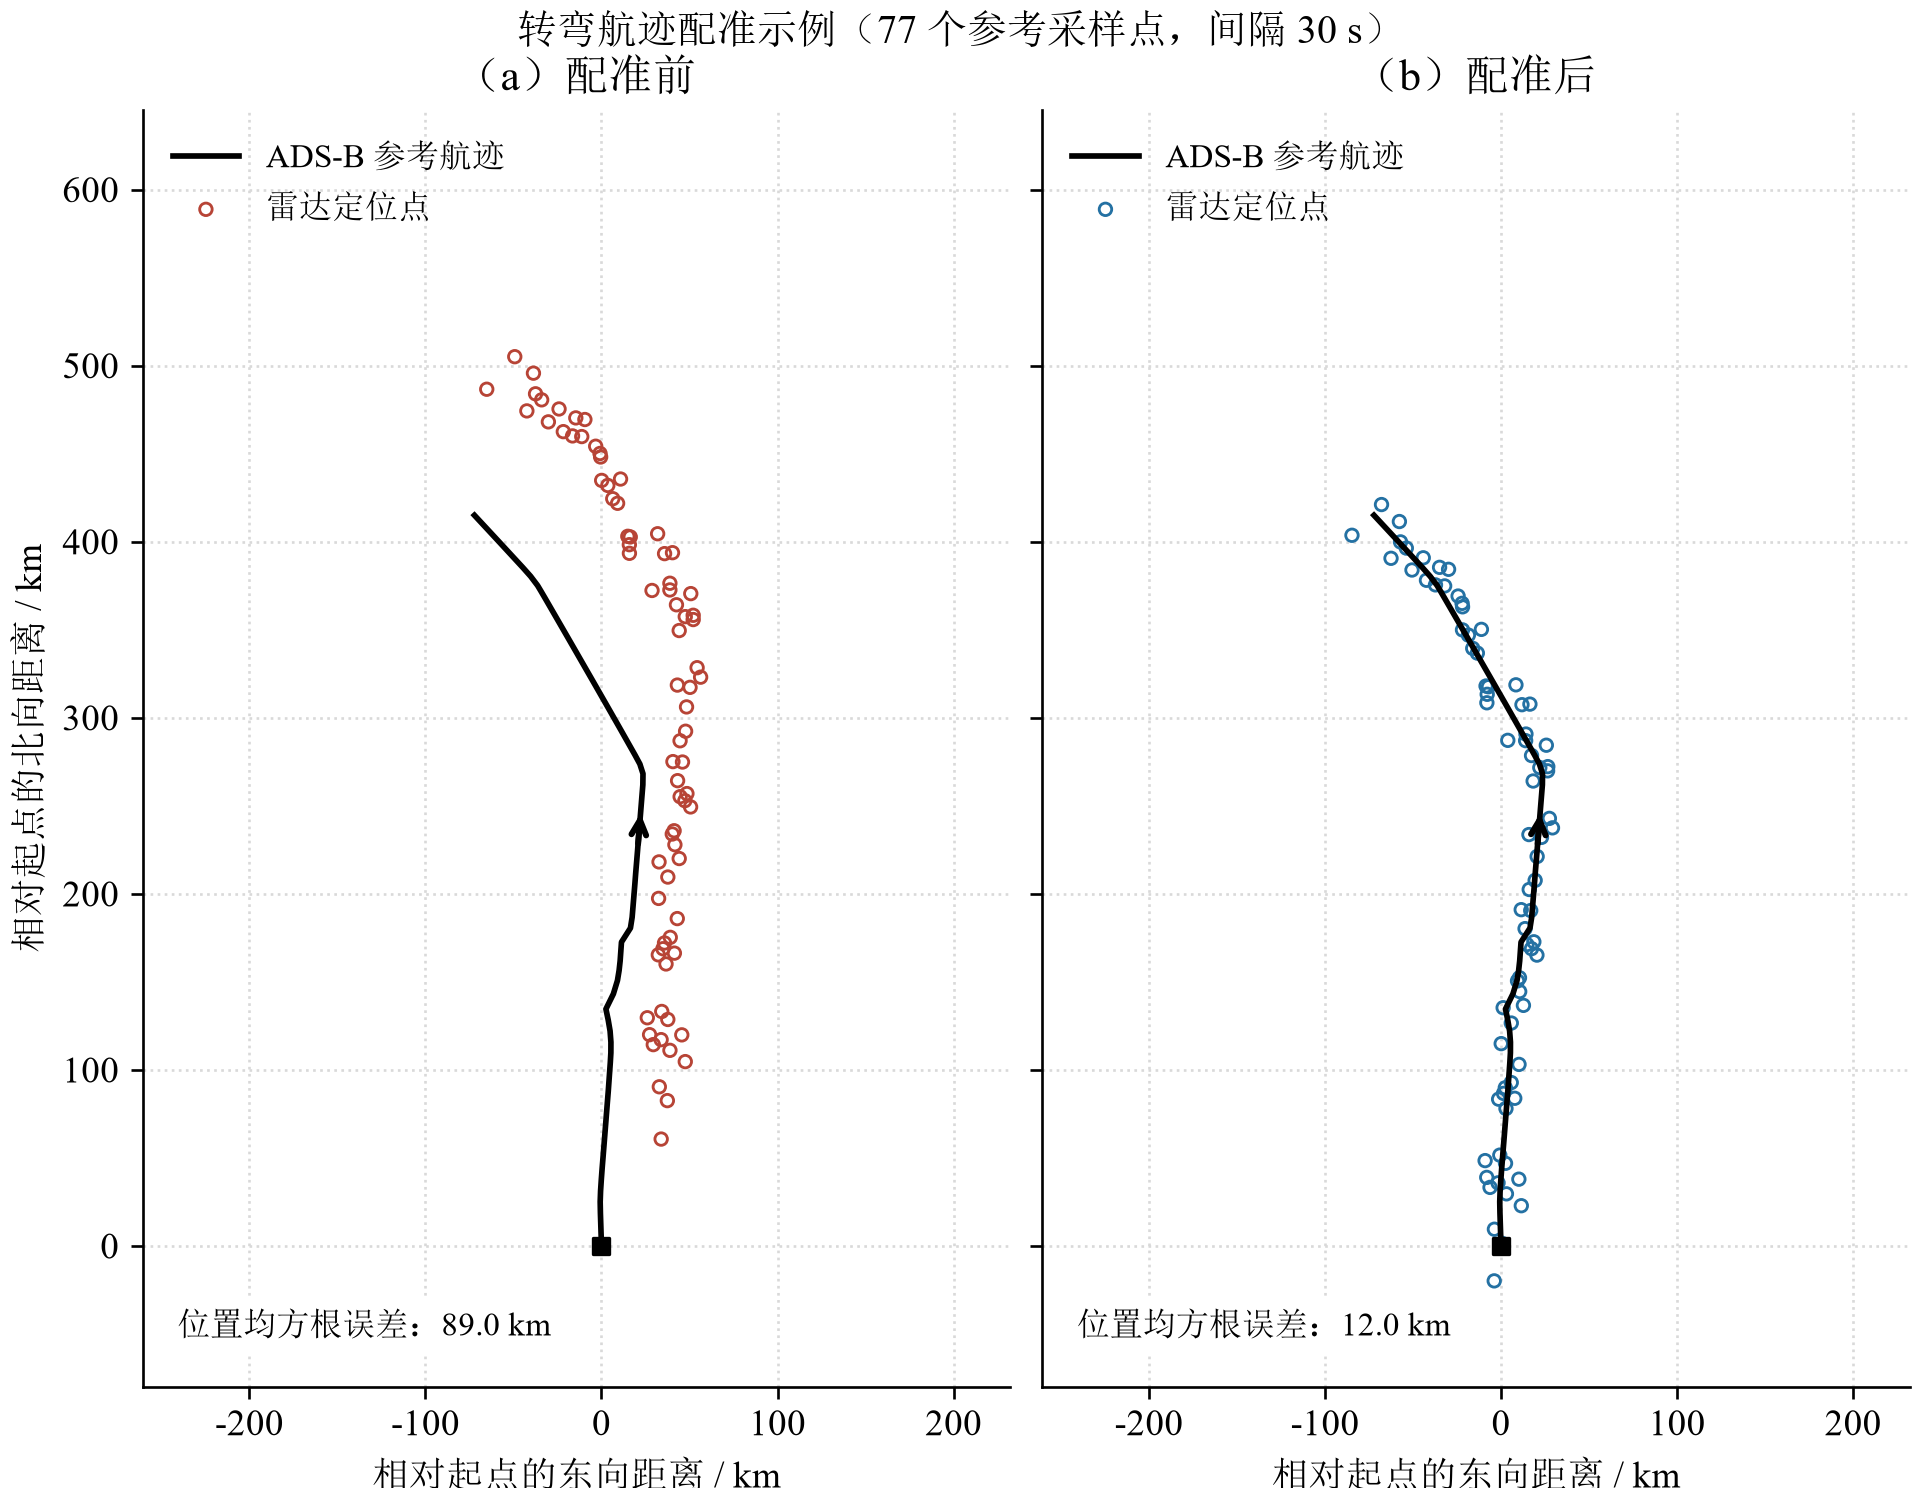 转弯航迹配准示例（77 个参考采样点，间隔 30 s）
（a）配准前
ADS-B 参考航迹
雷达定位点
600
500
400
300
200
100
0
相对起点的北向距离 / km
位置均方根误差：89.0 km
-200
-100
0
100
200
相对起点的东向距离 / km
（b）配准后
ADS-B 参考航迹
雷达定位点
位置均方根误差：12.0 km
-200
-100
0
100
200
相对起点的东向距离 / km